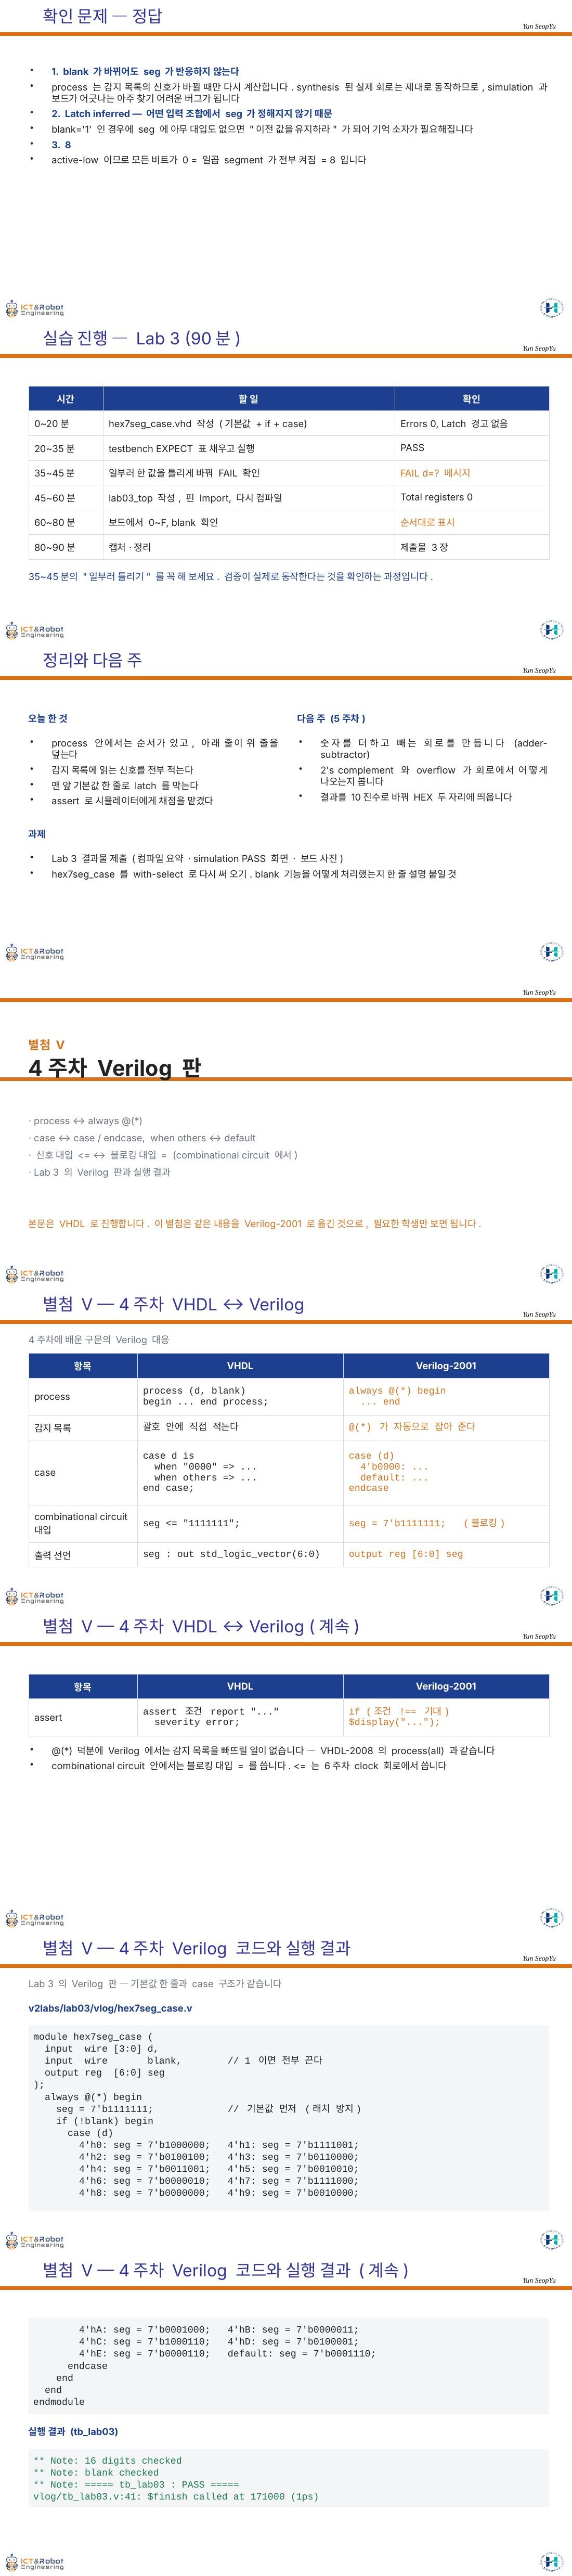 확인 문제 — 정답
Yun SeopYu
• 1. blank 가 바뀌어도 seg 가 반응하지 않는다
• process 는 감지 목록의 신호가 바뀔 때만 다시 계산합니다 . synthesis 된 실제 회로는 제대로 동작하므로 , simulation 과
보드가 어긋나는 아주 찾기 어려운 버그가 됩니다
• 2. Latch inferred — 어떤 입력 조합에서 seg 가 정해지지 않기 때문
• blank='1' 인 경우에 seg 에 아무 대입도 없으면 " 이전 값을 유지하라 " 가 되어 기억 소자가 필요해집니다
• 3. 8
• active-low 이므로 모든 비트가 0 = 일곱 segment 가 전부 켜짐 = 8 입니다
ICT&Robot
Engineering
실습 진행 — Lab 3 (90 분 )
Yun SeopYu
시간 할 일 확인
0~20 분 hex7seg_case.vhd 작성 ( 기본값 + if + case) Errors 0, Latch 경고 없음
20~35 분 testbench EXPECT 표 채우고 실행 PASS
35~45 분 일부러 한 값을 틀리게 바꿔 FAIL 확인 FAIL d=? 메시지
45~60 분 lab03_top 작성 , 핀 Import, 다시 컴파일 Total registers 0
60~80 분 보드에서 0~F, blank 확인 순서대로 표시
80~90 분 캡처 · 정리 제출물 3 장
35~45 분의 " 일부러 틀리기 " 를 꼭 해 보세요 . 검증이 실제로 동작한다는 것을 확인하는 과정입니다 .
ICT&Robot
Engineering
정리와 다음 주
Yun SeopYu
오늘 한 것
• process 안에서는 순서가 있고 , 아래 줄이 위 줄을
덮는다
• 감지 목록에 읽는 신호를 전부 적는다
• 맨 앞 기본값 한 줄로 latch 를 막는다
• assert 로 시뮬레이터에게 채점을 맡겼다
다음 주 (5 주차 )
• 숫자를 더하고 빼는 회로를 만듭니다 (adder-
subtractor)
• 2's complement 와 overflow 가 회로에서 어떻게
나오는지 봅니다
• 결과를 10 진수로 바꿔 HEX 두 자리에 띄웁니다
과제
• Lab 3 결과물 제출 ( 컴파일 요약 · simulation PASS 화면 · 보드 사진 )
• hex7seg_case 를 with-select 로 다시 써 오기 . blank 기능을 어떻게 처리했는지 한 줄 설명 붙일 것
ICT&Robot
Engineering
Yun SeopYu
별첨 V
4 주차 Verilog 판
· process ↔ always @(*)
· case ↔ case / endcase, when others ↔ default
· 신호 대입 <= ↔ 블로킹 대입 = (combinational circuit 에서 )
· Lab 3 의 Verilog 판과 실행 결과
본문은 VHDL 로 진행합니다 . 이 별첨은 같은 내용을 Verilog-2001 로 옮긴 것으로 , 필요한 학생만 보면 됩니다 .
ICT&Robot
Engineering
별첨 V — 4 주차 VHDL ↔ Verilog
Yun SeopYu
4 주차에 배운 구문의 Verilog 대응
항목 VHDL Verilog-2001
process
process (d, blank)
begin ... end process;
always @(*) begin
... end
감지 목록 괄호 안에 직접 적는다 @(*) 가 자동으로 잡아 준다
case
case d is
when "0000" => ...
when others => ...
end case;
case (d)
4'b0000: ...
default: ...
endcase
combinational circuit
대입
seg <= "1111111"; seg = 7'b1111111; ( 블로킹 )
출력 선언 seg : out std_logic_vector(6:0) output reg [6:0] seg
ICT&Robot
Engineering
별첨 V — 4 주차 VHDL ↔ Verilog ( 계속 )
Yun SeopYu
항목 VHDL Verilog-2001
assert
assert 조건 report "..."
severity error;
if ( 조건 !== 기대 )
$display("...");
• @(*) 덕분에 Verilog 에서는 감지 목록을 빠뜨릴 일이 없습니다 — VHDL-2008 의 process(all) 과 같습니다
• combinational circuit 안에서는 블로킹 대입 = 를 씁니다 . <= 는 6 주차 clock 회로에서 씁니다
ICT&Robot
Engineering
별첨 V — 4 주차 Verilog 코드와 실행 결과
Yun SeopYu
Lab 3 의 Verilog 판 — 기본값 한 줄과 case 구조가 같습니다
v2labs/lab03/vlog/hex7seg_case.v
module hex7seg_case (
input wire [3:0] d,
input wire blank, // 1 이면 전부 끈다
output reg [6:0] seg
);
always @(*) begin
seg = 7'b1111111; // 기본값 먼저 ( 래치 방지 )
if (!blank) begin
case (d)
4'h0: seg = 7'b1000000; 4'h1: seg = 7'b1111001;
4'h2: seg = 7'b0100100; 4'h3: seg = 7'b0110000;
4'h4: seg = 7'b0011001; 4'h5: seg = 7'b0010010;
4'h6: seg = 7'b0000010; 4'h7: seg = 7'b1111000;
4'h8: seg = 7'b0000000; 4'h9: seg = 7'b0010000;
ICT&Robot
Engineering
별첨 V — 4 주차 Verilog 코드와 실행 결과 ( 계속 )
Yun SeopYu
4'hA: seg = 7'b0001000; 4'hB: seg = 7'b0000011;
4'hC: seg = 7'b1000110; 4'hD: seg = 7'b0100001;
4'hE: seg = 7'b0000110; default: seg = 7'b0001110;
endcase
end
end
endmodule
실행 결과 (tb_lab03)
** Note: 16 digits checked
** Note: blank checked
** Note: ===== tb_lab03 : PASS =====
vlog/tb_lab03.v:41: $finish called at 171000 (1ps)
ICT&Robot
Engineering